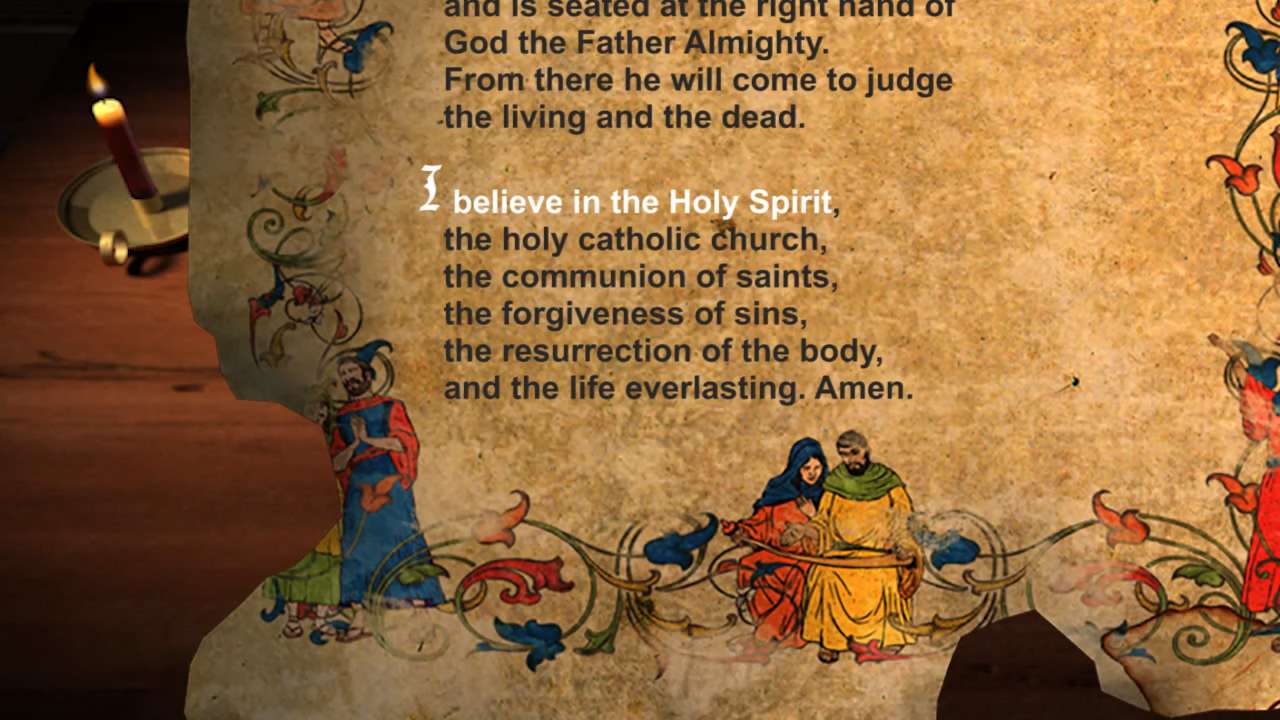 and is seated at the right hand of
God the Father Almighty.
From there he will come to judge
the living and the dead.
I believe in the Holy Spirit,
the holy catholic church,
the communion of saints,
the forgiveness of sins,
the resurrection of the body,
and the life everlasting. Amen.